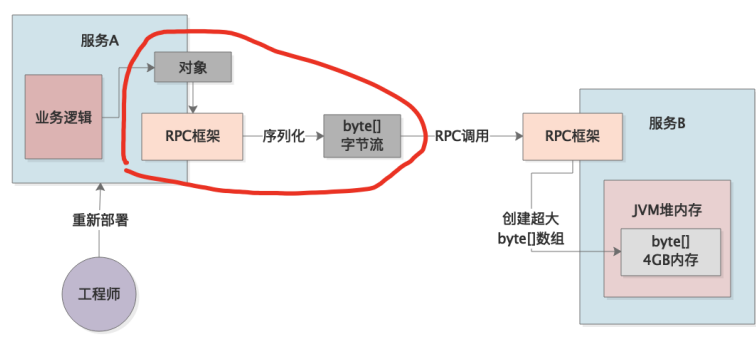 服务A
对象
业务逻辑
RPC框架
序列化
byte[]
字节流
RPC调用
RPC框架
服务B
重新部署
工程师
创建超大
byte[]数组
JVM堆内存
byte[]
4GB内存